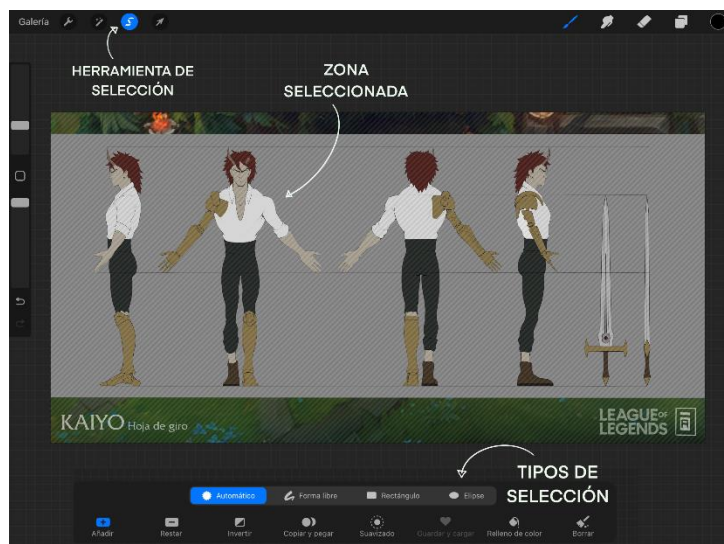 Galería
HERRAMIENTA DE
SELECCIÓN
ZONA
SELECCIONADA
KAIYO Hoja de giro
LEAGUE OF
LEGENDS
TIPOS DE
SELECCIÓN
Automático Forma libre Rectángulo Elipse
Añadir Restar Invertir Copiar y pegar Suavizado Guardar y cargar Relleno de color Borrar